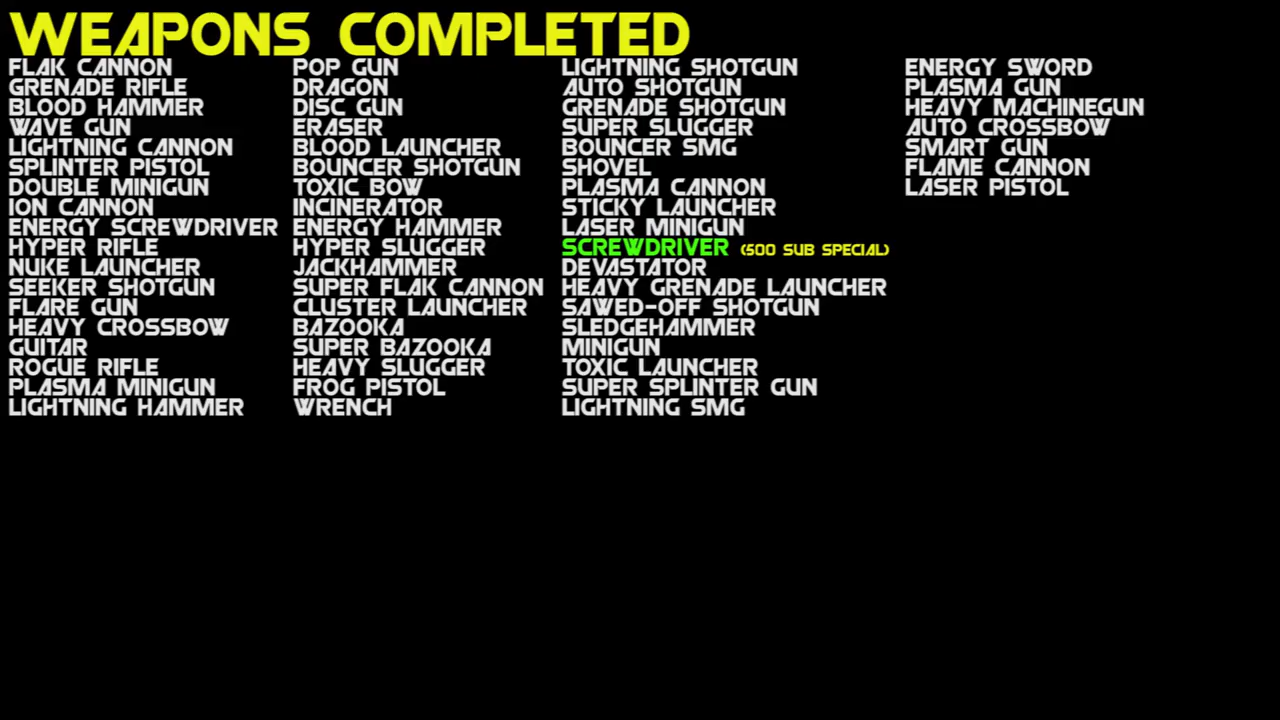 WEAPONS COMPLETED
FLAK CANNON
GRENADE RIFLE
BLOOD HAMMER
WAVE GUN
LIGHTNING CANNON
SPLINTER PISTOL
DOUBLE MINIGUN
ION CANNON
ENERGY SCREWDRIVER
HYPER RIFLE
NUKE LAUNCHER
SEEKER SHOTGUN
FLARE GUN
HEAVY CROSSBOW
GUITAR
ROGUE RIFLE
PLASMA MINIGUN
LIGHTNING HAMMER
POP GUN
DRAGON
DISC GUN
ERASER
BLOOD LAUNCHER
BOUNCER SHOTGUN
TOXIC BOW
INCINERATOR
ENERGY HAMMER
HYPER SLUGGER
JACKHAMMER
SUPER FLAK CANNON
CLUSTER LAUNCHER
BAZOOKA
SUPER BAZOOKA
HEAVY SLUGGER
FROG PISTOL
WRENCH
LIGHTNING SHOTGUN
AUTO SHOTGUN
GRENADE SHOTGUN
SUPER SLUGGER
BOUNCER SMG
SHOVEL
PLASMA CANNON
STICKY LAUNCHER
LASER MINIGUN
SCREWDRIVER (500 SUB SPECIAL)
DEVASTATOR
HEAVY GRENADE LAUNCHER
SAWED-OFF SHOTGUN
SLEDGEHAMMER
MINIGUN
TOXIC LAUNCHER
SUPER SPLINTER GUN
LIGHTNING SMG
ENERGY SWORD
PLASMA GUN
HEAVY MACHINEGUN
AUTO CROSSBOW
SMART GUN
FLAME CANNON
LASER PISTOL